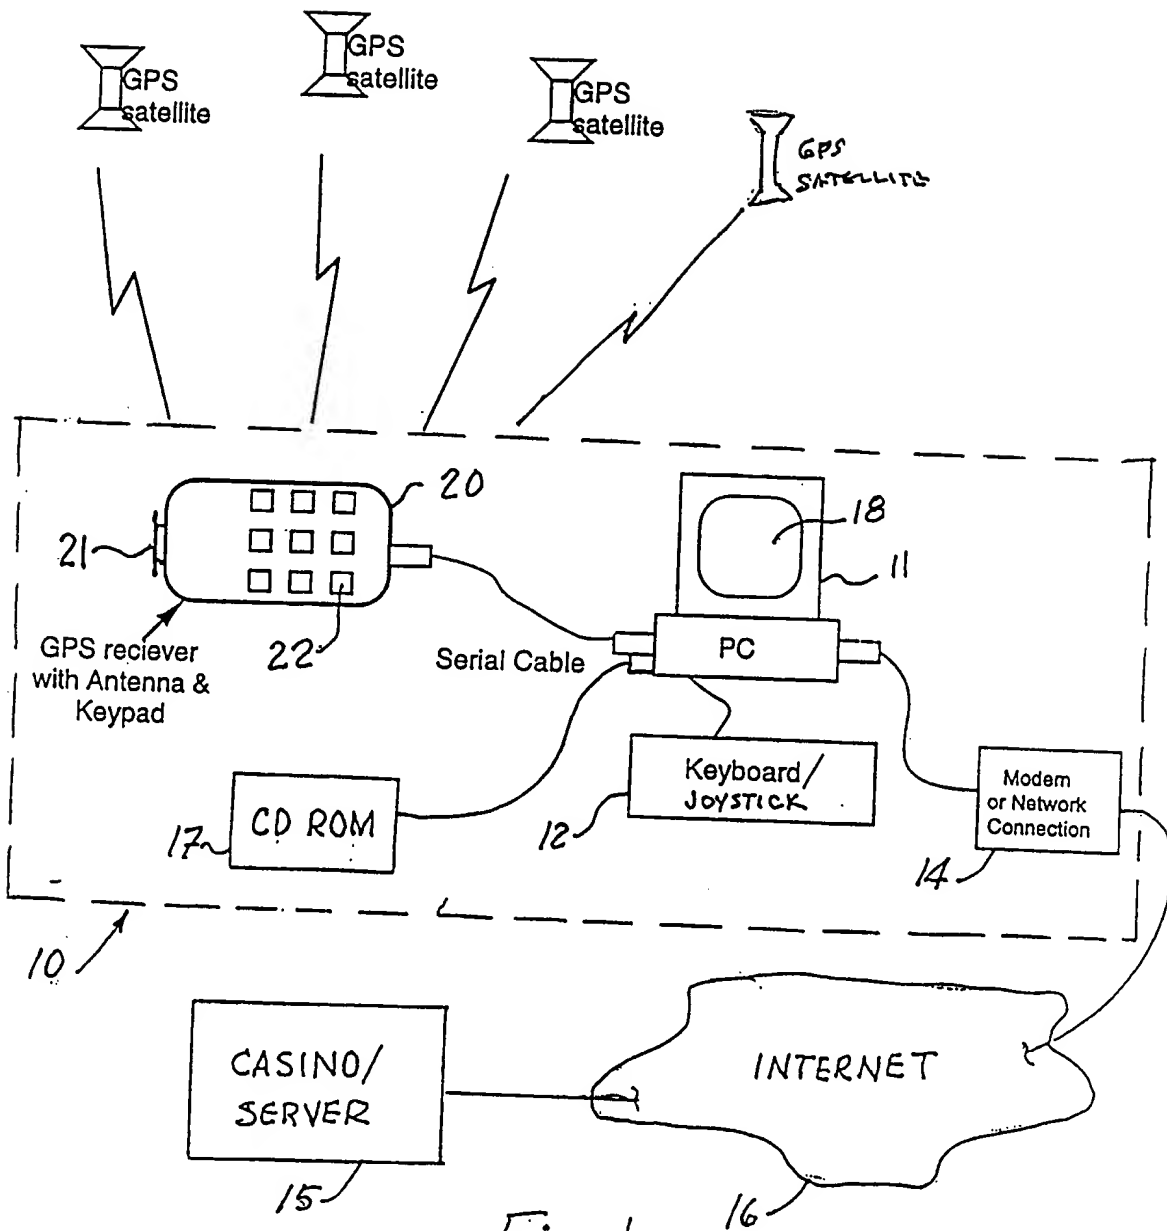 GPS
satellite
GPS
satellite
GPS
satellite
GPS
SATELLITE
20
18
21
11
GPS reciever
with Antenna &
Keypad
22
Serial Cable
PC
Keyboard/
JOYSTICK
Modem
or Network
Connection
CD ROM
17
12
14
10
CASINO/
SERVER
INTERNET
15
16
Fig. 1